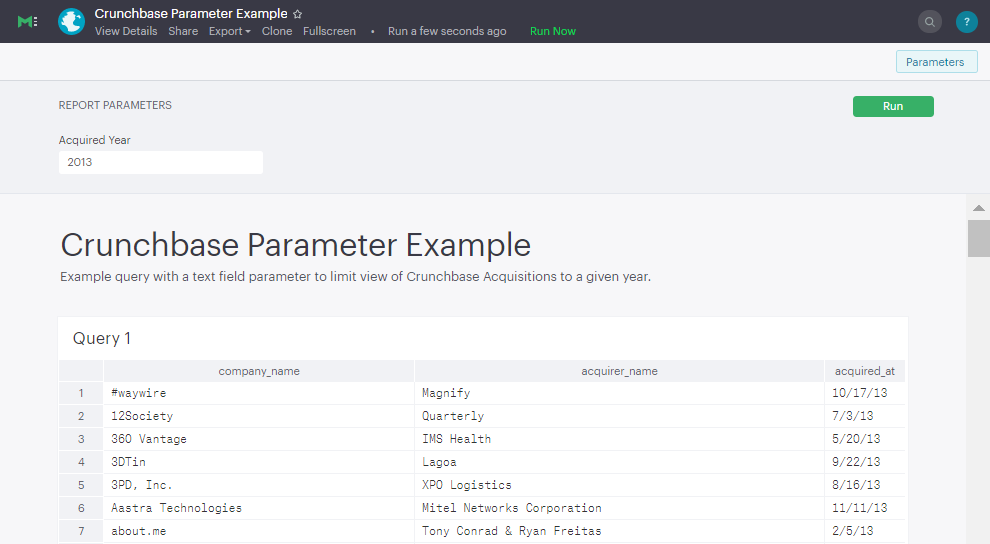 Crunchbase Parameter Example
View Details Share Export Clone Fullscreen • Run a few seconds ago Run Now
?
Parameters
REPORT PARAMETERS
Run
Acquired Year
2013
Crunchbase Parameter Example
Example query with a text field parameter to limit view of Crunchbase Acquisitions to a given year.
Query 1
company_name acquirer_name acquired_at
1 #waywire Magnify 10/17/13
2 12Society Quarterly 7/3/13
3 360 Vantage IMS Health 5/20/13
4 3DTin Lagoa 9/22/13
5 3PD, Inc. XPO Logistics 8/16/13
6 Aastra Technologies Mitel Networks Corporation 11/11/13
7 about.me Tony Conrad & Ryan Freitas 2/5/13